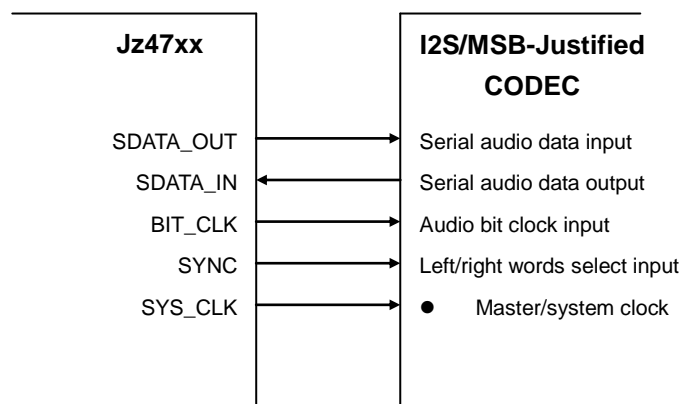 Jz47xx
I2S/MSB-Justified
CODEC
SDATA_OUT
Serial audio data input
SDATA_IN
Serial audio data output
BIT_CLK
Audio bit clock input
SYNC
Left/right words select input
SYS_CLK
● Master/system clock